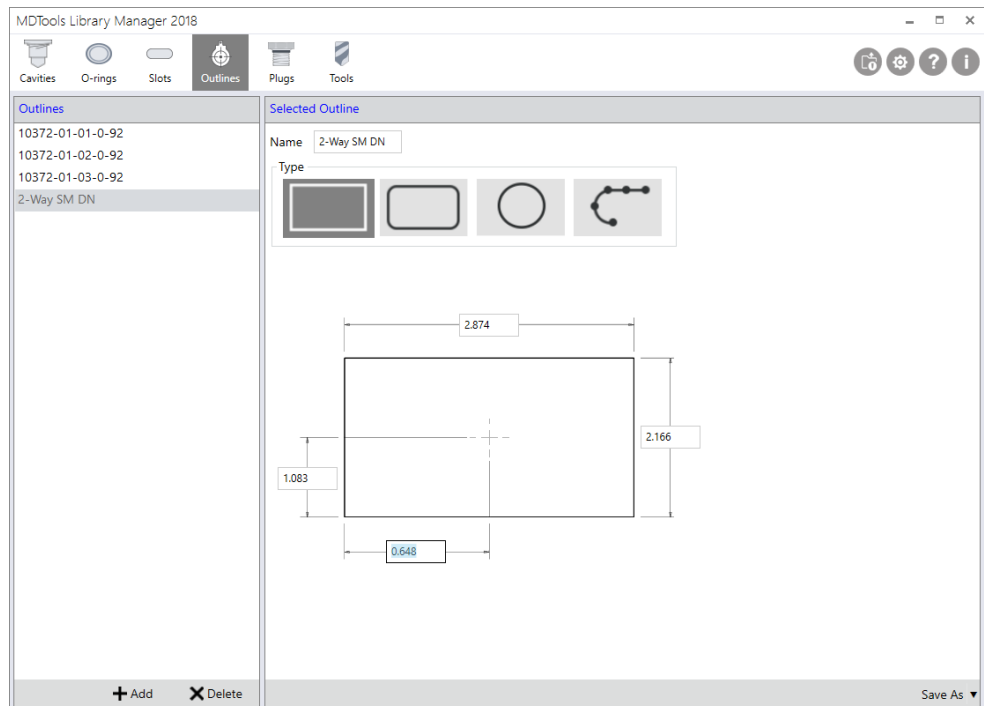 MDTools Library Manager 2018
Cavities O-rings Slots Outlines Plugs Tools
Outlines
10372-01-01-0-92
10372-01-02-0-92
10372-01-03-0-92
2-Way SM DN
Add Delete
Selected Outline
Name 2-Way SM DN
Type
2.874
2.166
1.083
0.648
Save As